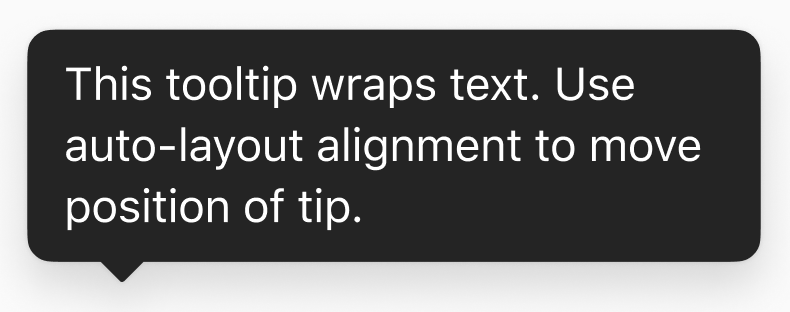 This tooltip wraps text. Use
auto-layout alignment to move
position of tip.